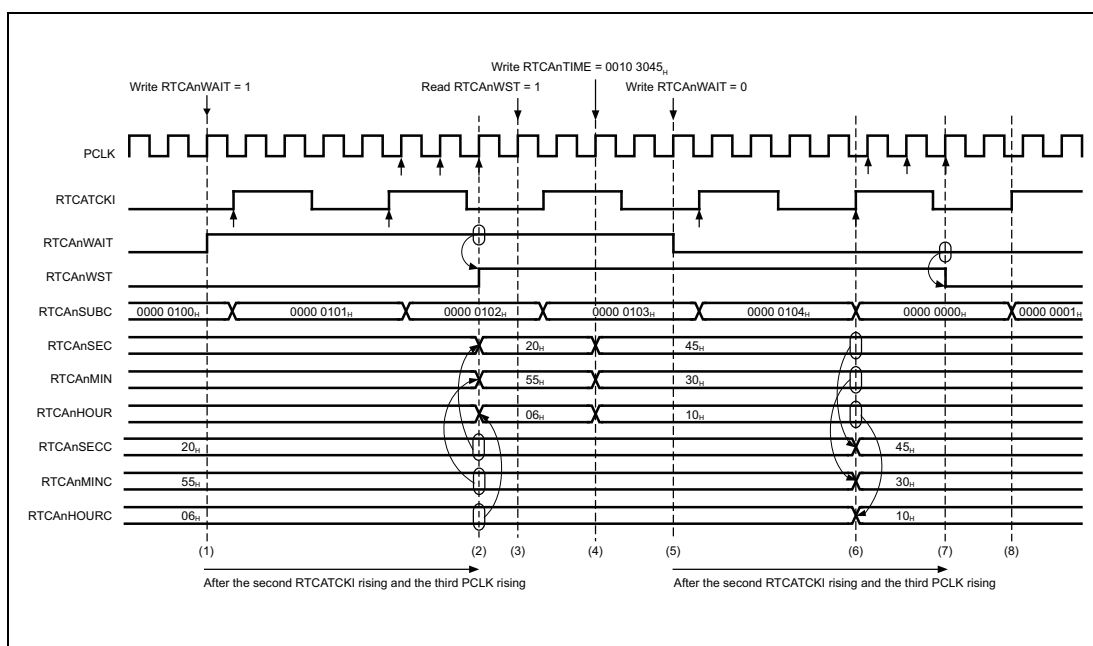 Write RTCAnTIME = 0010 3045H
Write RTCAnWAIT = 1
Read RTCAnWST = 1
Write RTCAnWAIT = 0
PCLK
RTCATCKI
RTCAnWAIT
RTCAnWST
RTCAnSUBC 0000 0100H 0000 0101H 0000 0102H 0000 0103H 0000 0104H 0000 0000H 0000 0001H
RTCAnSEC 20H 45H
RTCAnMIN 55H 30H
RTCAnHOUR 06H 10H
RTCAnSECC 20H 45H
RTCAnMINC 55H 30H
RTCAnHOURC 06H 10H
(1) (2) (3) (4) (5) (6) (7) (8)
After the second RTCATCKI rising and the third PCLK rising
After the second RTCATCKI rising and the third PCLK rising